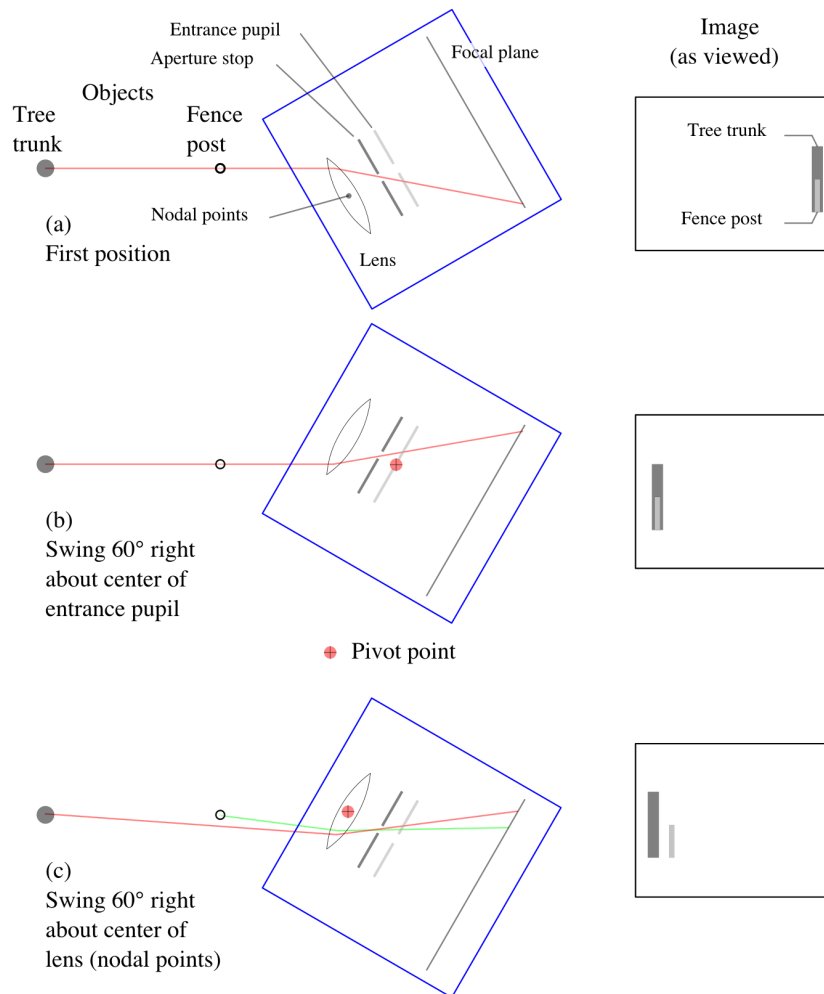 Entrance pupil
Aperture stop
Objects
Tree
trunk
Fence
post
Focal plane
Nodal points
Lens
(a)
First position
Image
(as viewed)
Tree trunk
Fence post
(b)
Swing 60° right
about center of
entrance pupil
Pivot point
(c)
Swing 60° right
about center of
lens (nodal points)